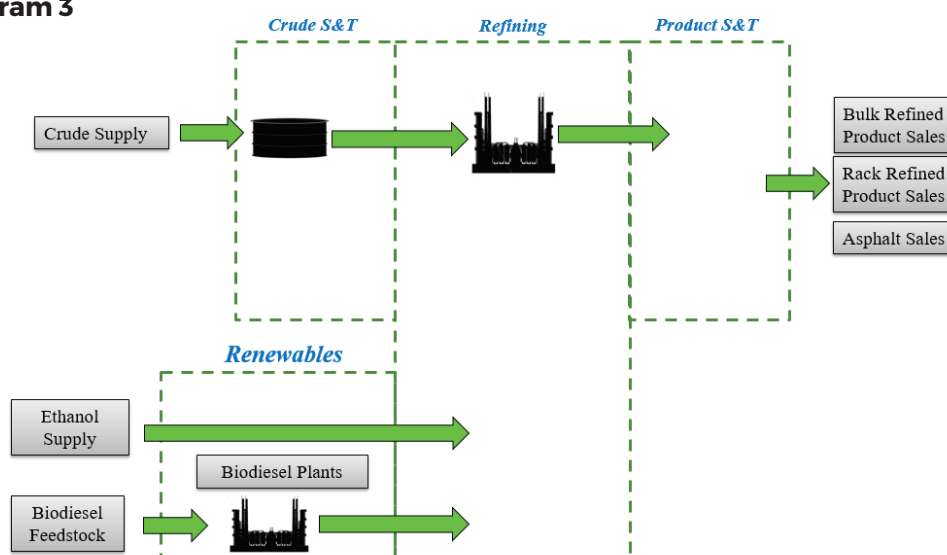 ram 3
Crude S&T
Refining
Product S&T
Crude Supply
Bulk Refined
Product Sales
Rack Refined
Product Sales
Asphalt Sales
Renewables
Ethanol
Supply
Biodiesel Plants
Biodiesel
Feedstock